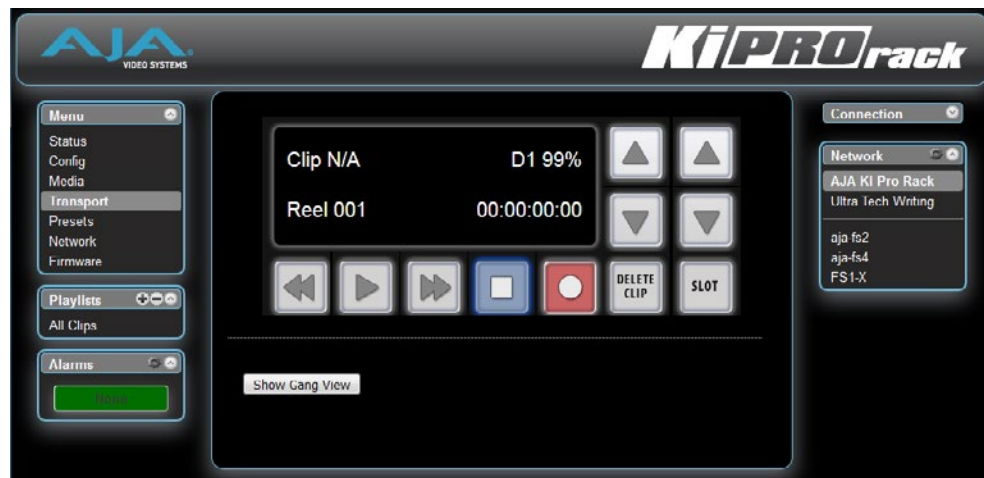 AJA
VIDEO SYSTEMS
KiPROrack
Menu
Status
Config
Media
Transport
Presets
Network
Firmware
Playlists
All Clips
Alarms
None
Clip N/A D1 99%
Reel 001 00:00:00:00
DELETE CLIP
SLOT
Show Gang View
Connection
Network
AJA KI Pro Rack
Ultra Tech Writing
aja-fs2
aja-fs4
FS1-X